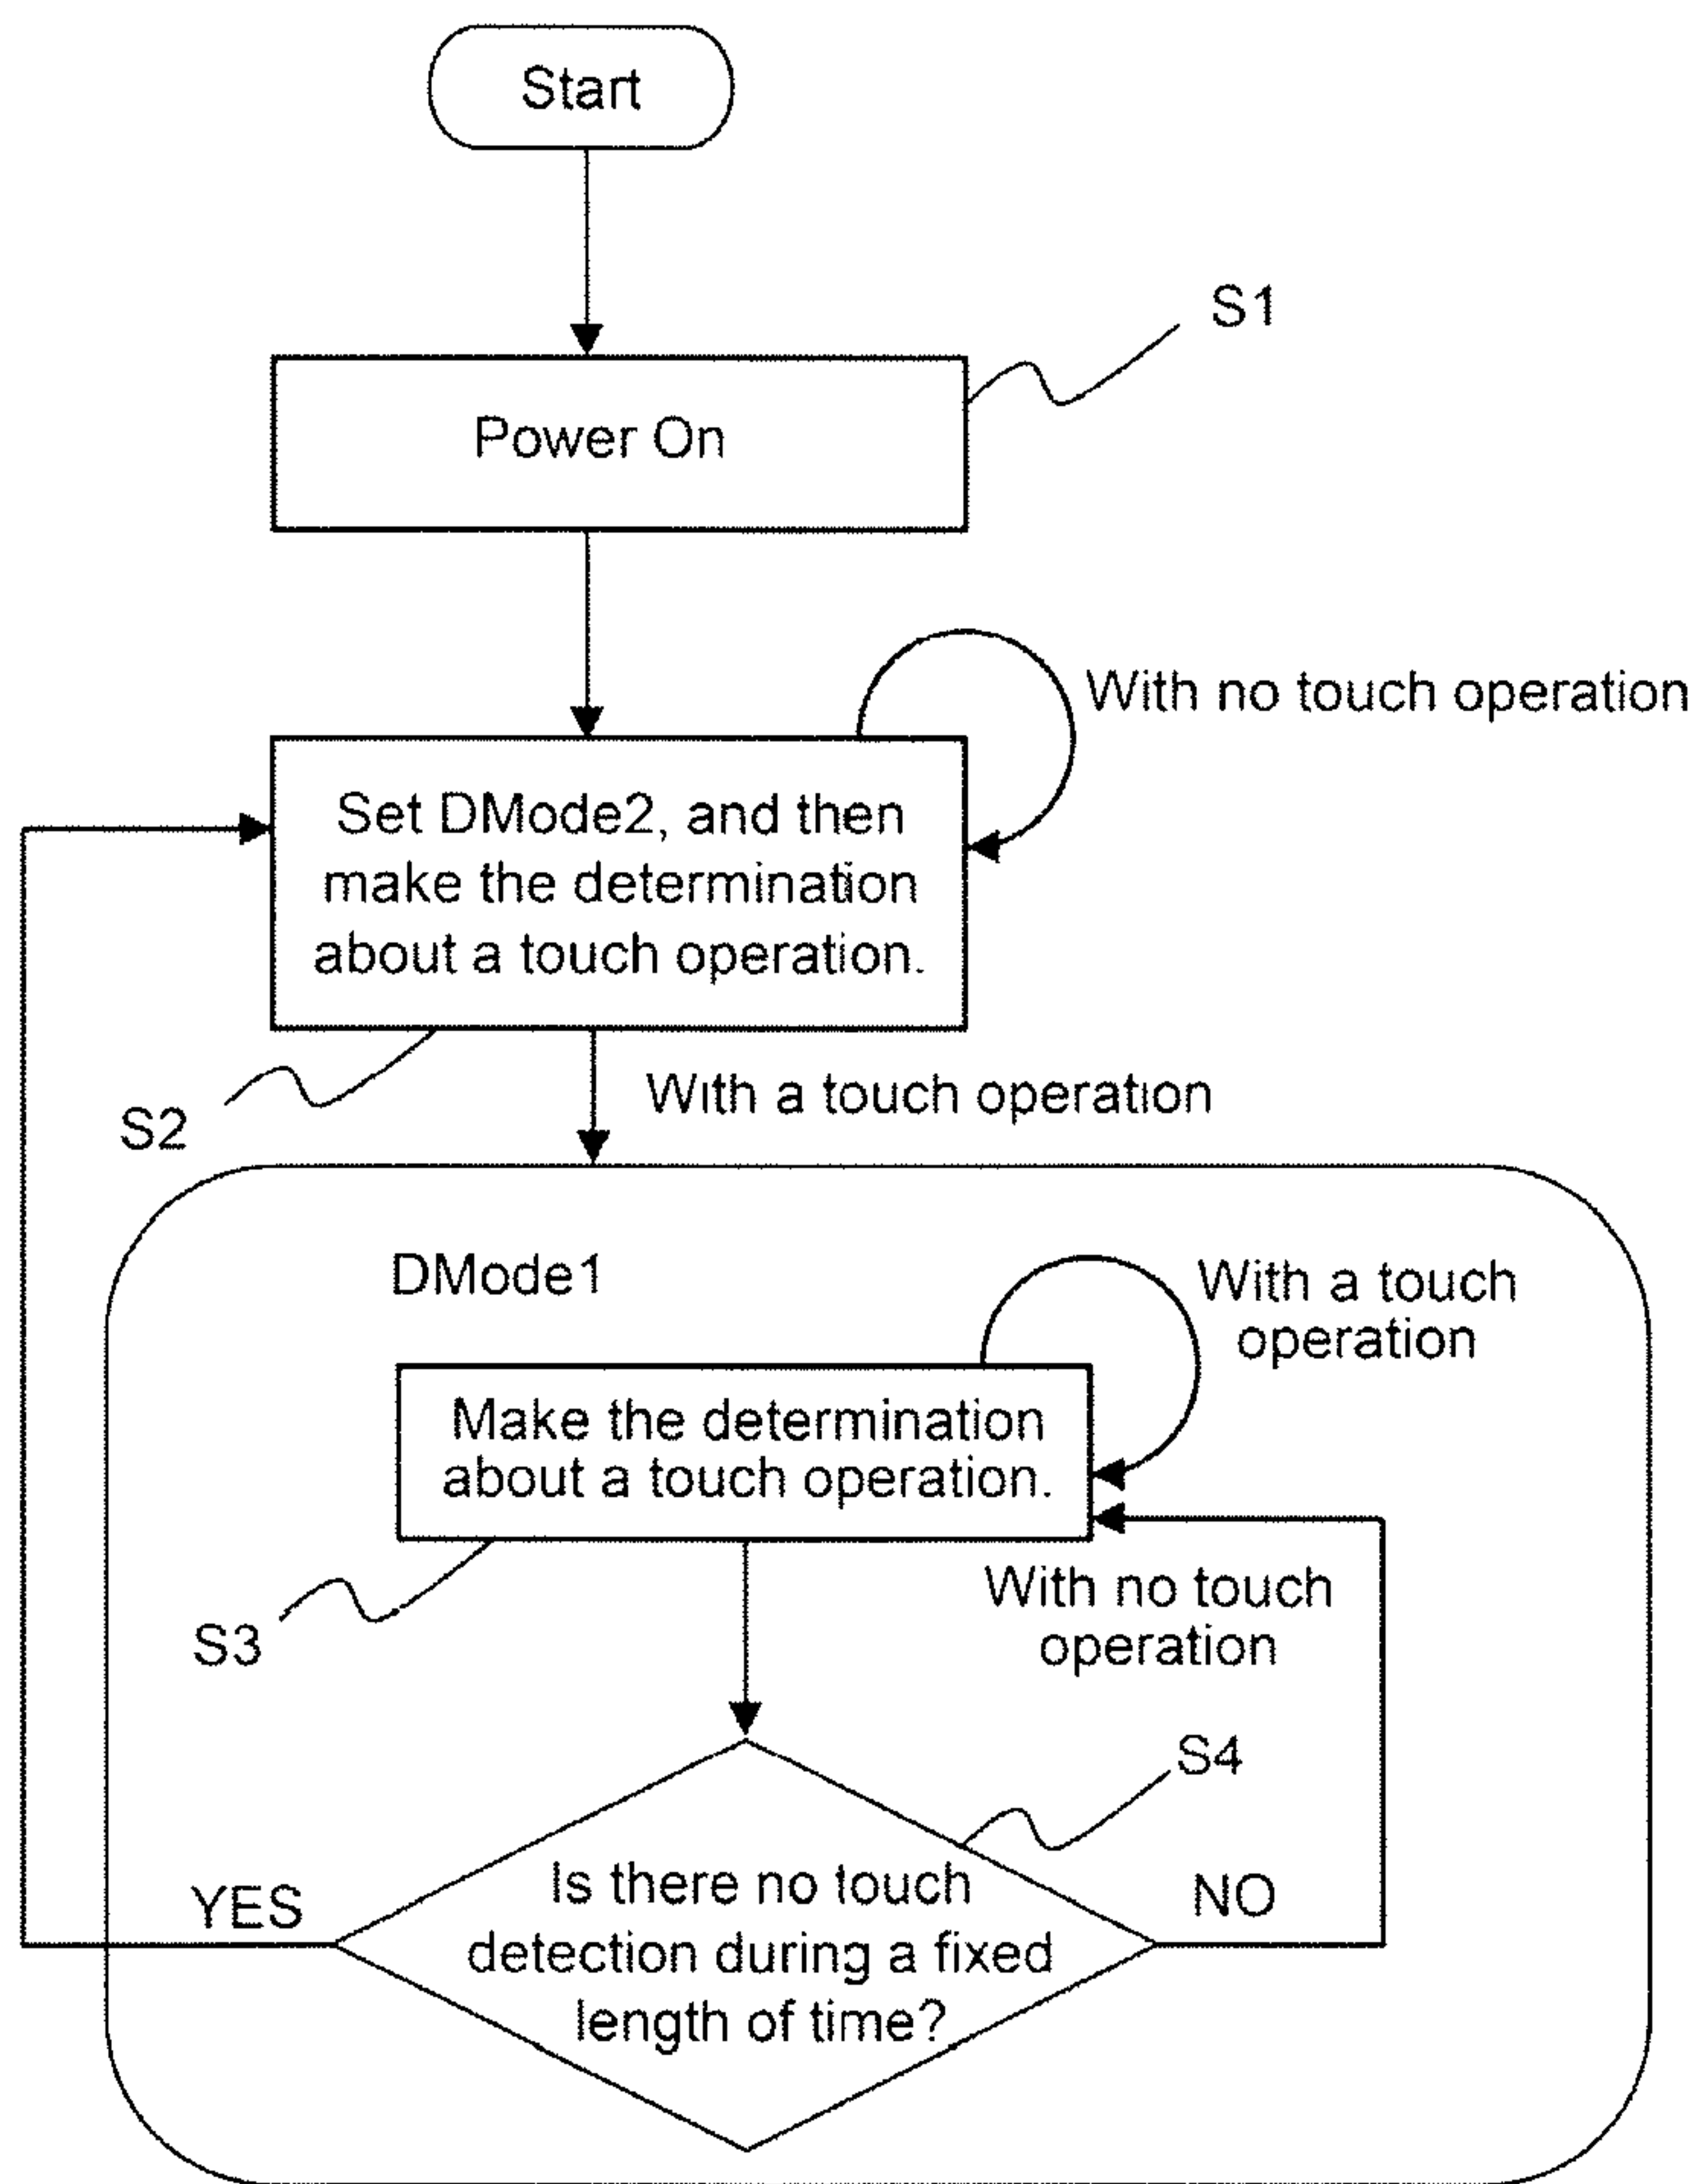 Start
S1
Power On
With no touch operation
Set DMode2, and then
make the determination
about a touch operation.
S2
With a touch operation
DMode1
With a touch
operation
Make the determination
about a touch operation.
With no touch
operation
S3
S4
YES
NO
Is there no touch
detection during a fixed
length of time?